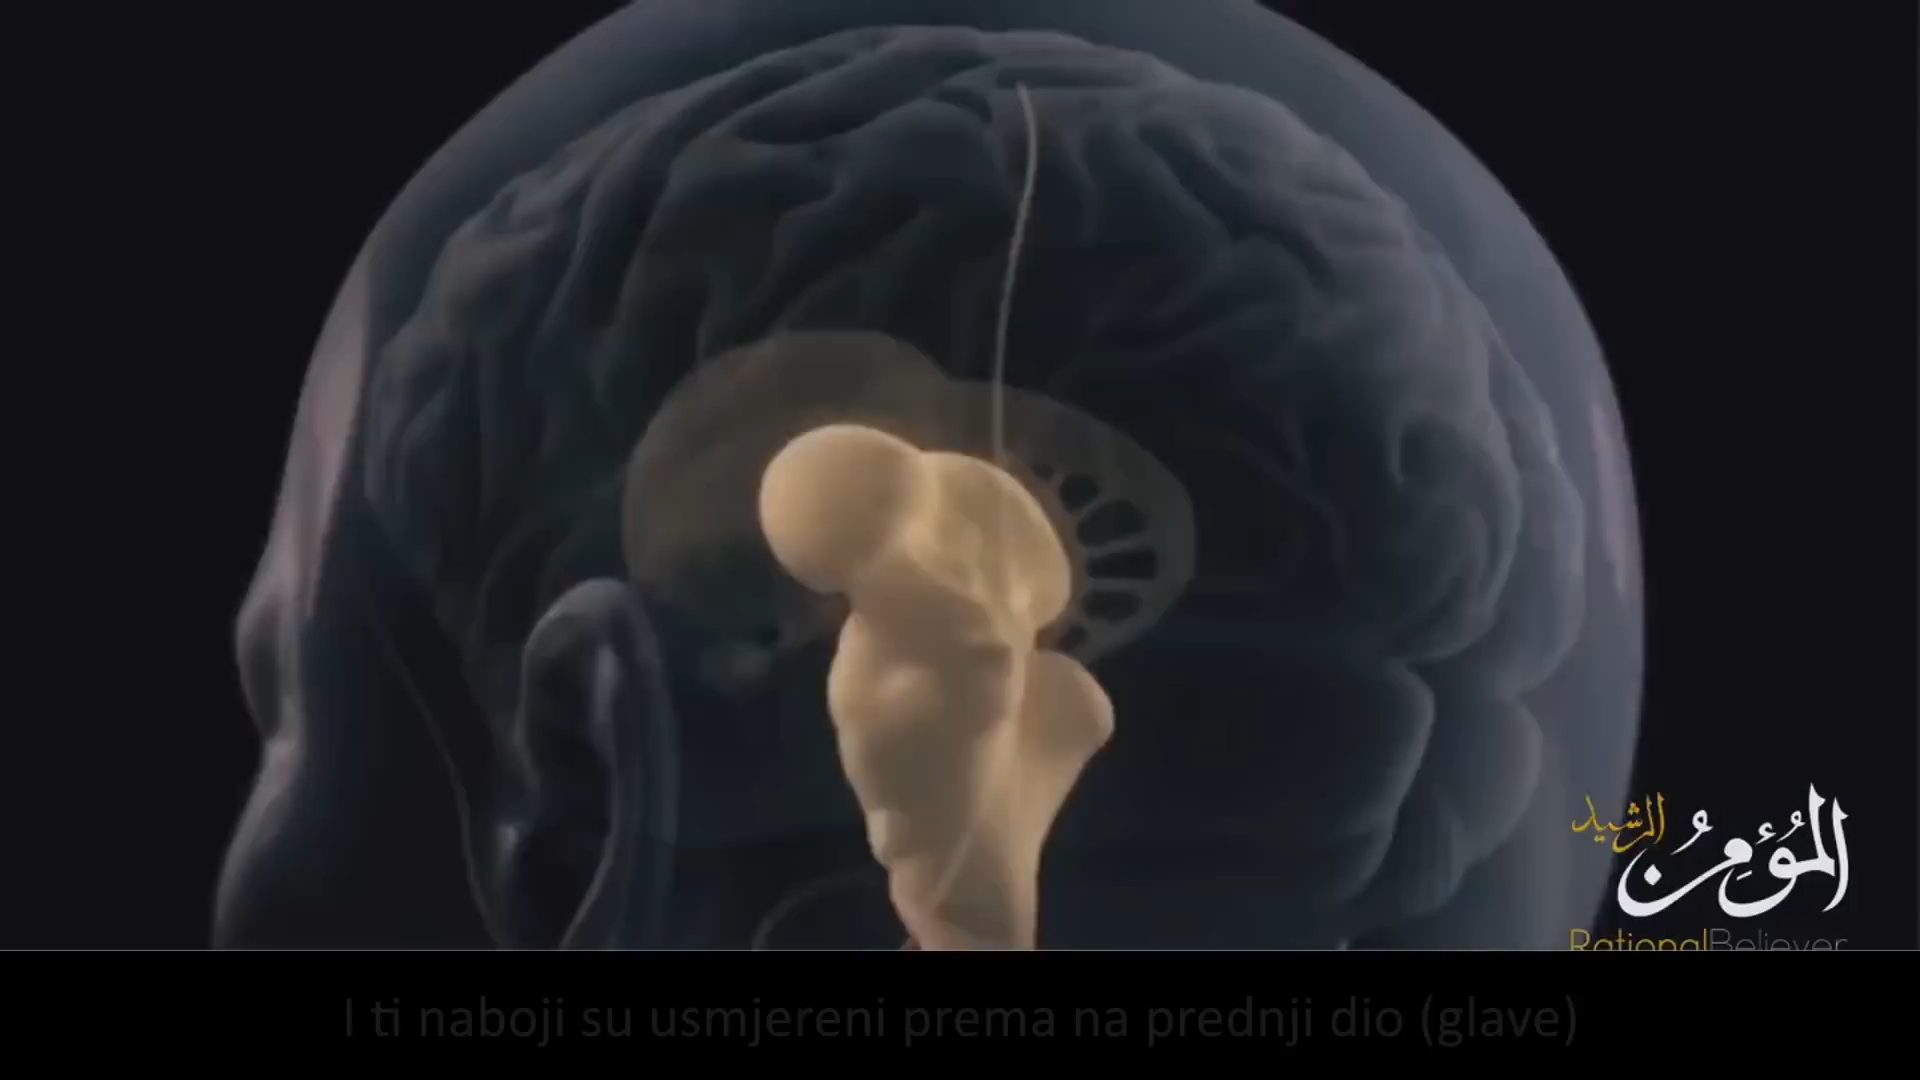 الرشيد
المؤمن
RationalBeliever
I ti naboji su usmjereni prema na prednji dio (glave)